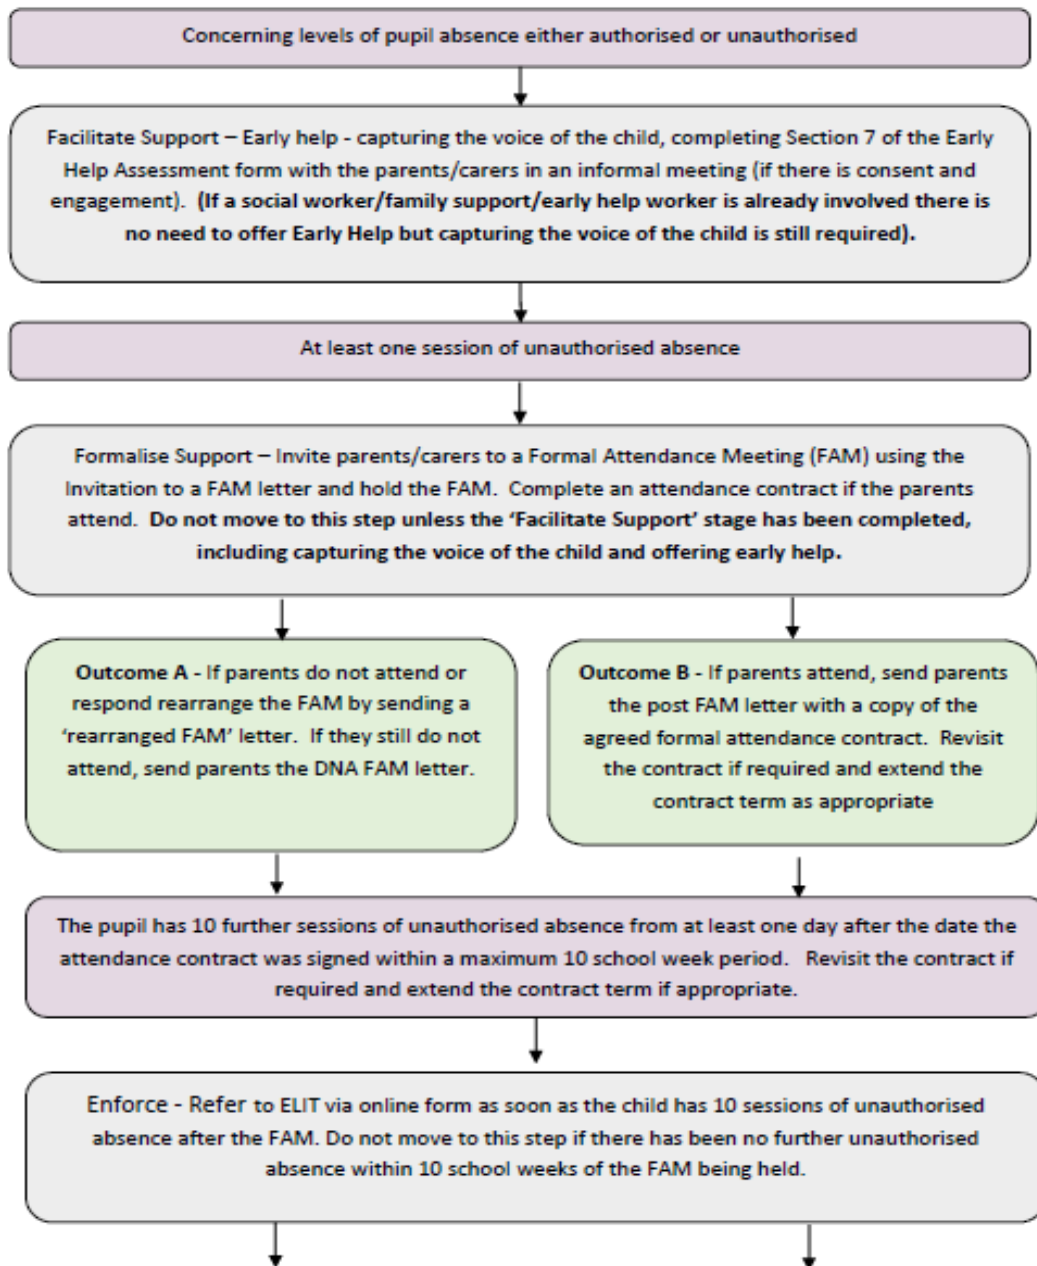 Concerning levels of pupil absence either authorised or unauthorised
Facilitate Support – Early help - capturing the voice of the child, completing Section 7 of the Early
Help Assessment form with the parents/carers in an informal meeting (if there is consent and
engagement). (If a social worker/family support/early help worker is already involved there is
no need to offer Early Help but capturing the voice of the child is still required).
At least one session of unauthorised absence
Formalise Support – Invite parents/carers to a Formal Attendance Meeting (FAM) using the
Invitation to a FAM letter and hold the FAM. Complete an attendance contract if the parents
attend. Do not move to this step unless the ‘Facilitate Support’ stage has been completed,
including capturing the voice of the child and offering early help.
Outcome A - If parents do not attend or
respond rearrange the FAM by sending a
‘rearranged FAM’ letter. If they still do not
attend, send parents the DNA FAM letter.
Outcome B - If parents attend, send parents
the post FAM letter with a copy of the
agreed formal attendance contract. Revisit
the contract if required and extend the
contract term as appropriate
The pupil has 10 further sessions of unauthorised absence from at least one day after the date the
attendance contract was signed within a maximum 10 school week period. Revisit the contract if
required and extend the contract term if appropriate.
Enforce - Refer to ELIT via online form as soon as the child has 10 sessions of unauthorised
absence after the FAM. Do not move to this step if there has been no further unauthorised
absence within 10 school weeks of the FAM being held.